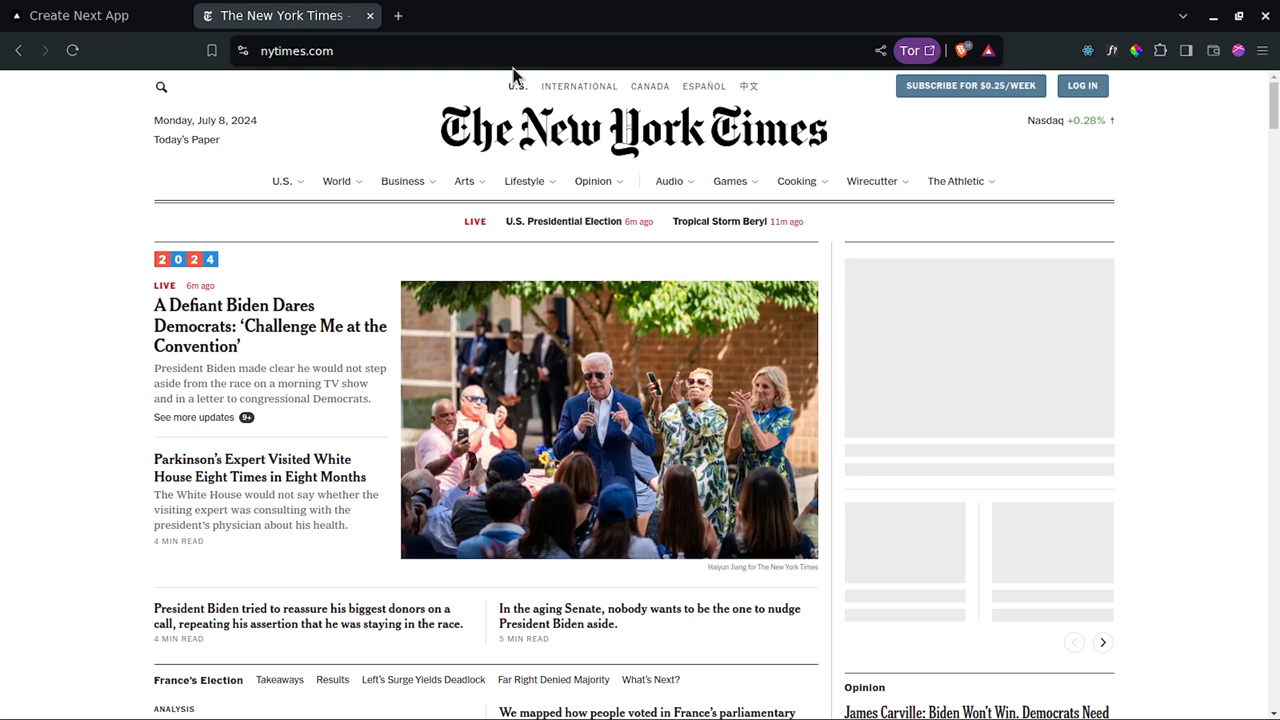 Create Next App
The New York Times -
nytimes.com
Tor
U.S.
INTERNATIONAL
CANADA
ESPAÑOL
中文
SUBSCRIBE FOR $0.25/WEEK
LOG IN
Monday, July 8, 2024
Today's Paper
The New York Times
Nasdaq +0.28% ↑
U.S.
World
Business
Arts
Lifestyle
Opinion
Audio
Games
Cooking
Wirecutter
The Athletic
LIVE
U.S. Presidential Election 6m ago
Tropical Storm Beryl 11m ago
2024
LIVE 6m ago
A Defiant Biden Dares
Democrats: ‘Challenge Me at the
Convention’
President Biden made clear he would not step
aside from the race on a morning TV show
and in a letter to congressional Democrats.
See more updates 9+
Parkinson’s Expert Visited White
House Eight Times in Eight Months
The White House would not say whether the
visiting expert was consulting with the
president’s physician about his health.
4 MIN READ
Haiyun Jiang for The New York Times
President Biden tried to reassure his biggest donors on a
call, repeating his assertion that he was staying in the race.
4 MIN READ
In the aging Senate, nobody wants to be the one to nudge
President Biden aside.
5 MIN READ
France’s Election
Takeaways
Results
Left’s Surge Yields Deadlock
Far Right Denied Majority
What’s Next?
ANALYSIS
We mapped how people voted in France’s parliamentary
Opinion
James Carville: Biden Won’t Win. Democrats Need